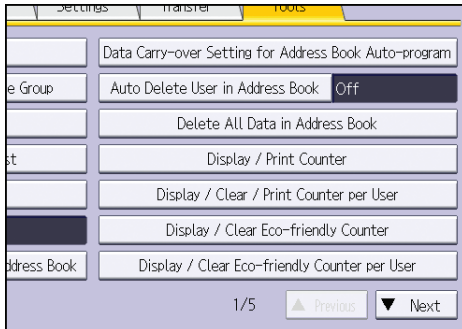 Settings Transfer Tools
Data Carry-over Setting for Address Book Auto-program
e Group Auto Delete User in Address Book Off
Delete All Data in Address Book
st Display / Print Counter
Display / Clear / Print Counter per User
Display / Clear Eco-friendly Counter
ddress Book Display / Clear Eco-friendly Counter per User
1/5 ▲ Previous ▼ Next